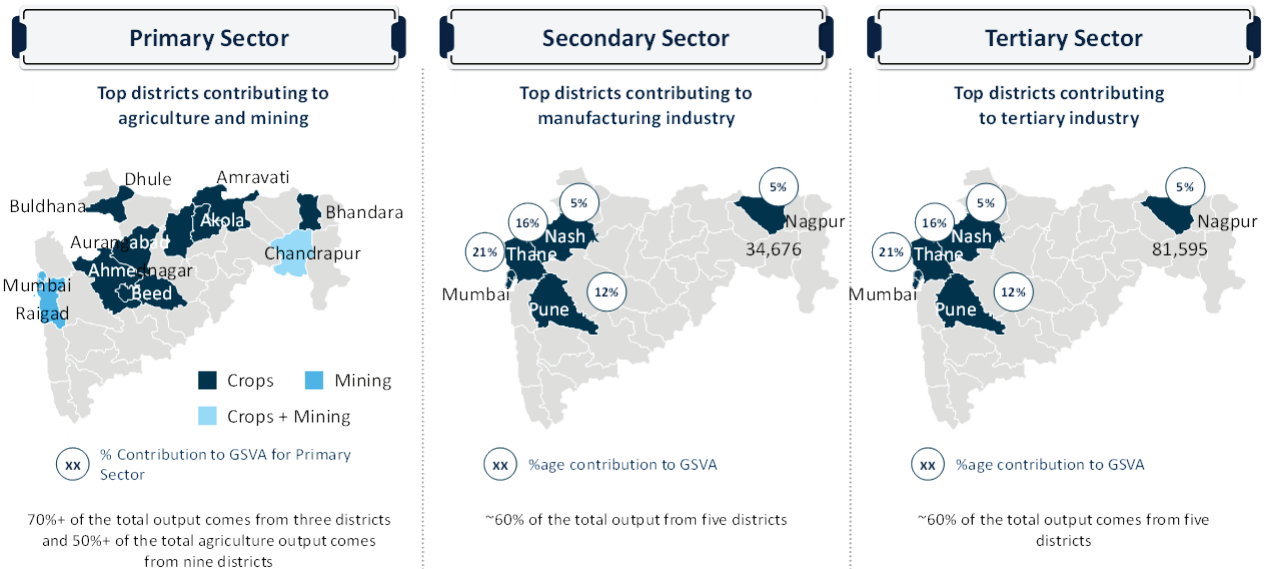 Primary Sector
Top districts contributing to
agriculture and mining
Dhule
Amravati
Buldhana
Akola
Bhandara
Aurangabad
Chandrapur
Ahmednagar
Mumbai
Beed
Raigad
Crops
Mining
Crops + Mining
xx
% Contribution to GSVA for Primary
Sector
70%+ of the total output comes from three districts
and 50%+ of the total agriculture output comes
from nine districts
Secondary Sector
Top districts contributing to
manufacturing industry
5%
5%
16%
Nagpur
Nash
34,676
21%
Thane
Mumbai
12%
Pune
xx
%age contribution to GSVA
~60% of the total output from five districts
Tertiary Sector
Top districts contributing
to tertiary industry
5%
5%
16%
Nagpur
Nash
81,595
21%
Thane
Mumbai
12%
Pune
xx
%age contribution to GSVA
~60% of the total output comes from five
districts